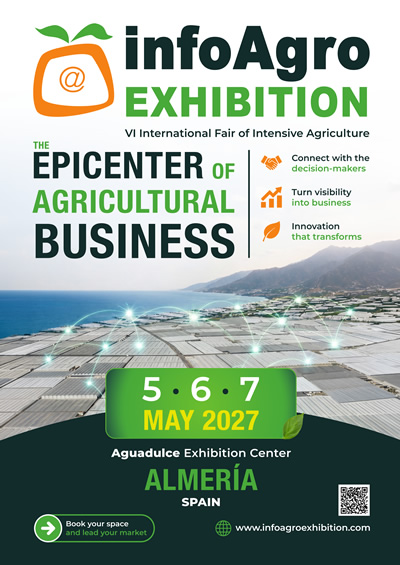 @
infoAgro
EXHIBITION
VI International Fair of Intensive Agriculture
THE
EPICENTER OF
AGRICULTURAL
BUSINESS
Connect with the
decision-makers
Turn visibility
into business
Innovation
that transforms
5 · 6 · 7
MAY 2027
Aguadulce Exhibition Center
ALMERÍA
SPAIN
Book your space
and lead your market
www.infoagroexhibition.com